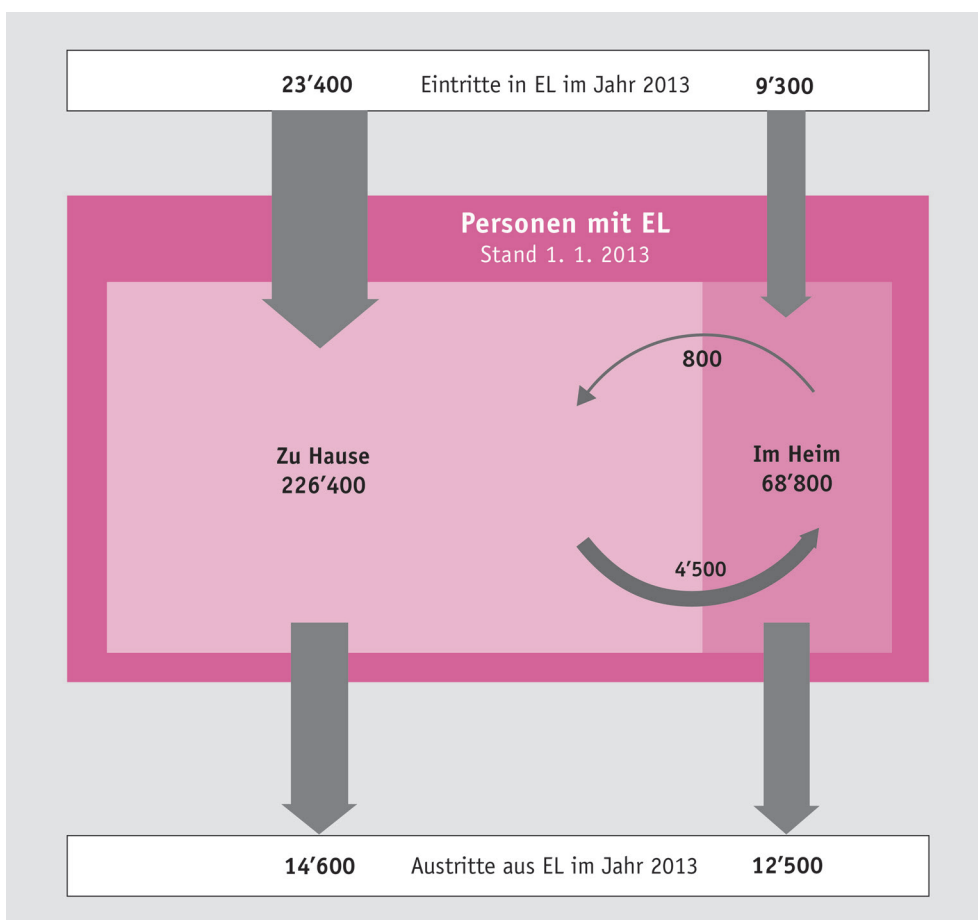 23’400 Eintritte in EL im Jahr 2013 9’300
Personen mit EL
Stand 1. 1. 2013
800
Zu Hause
226’400
Im Heim
68’800
4’500
14’600 Austritte aus EL im Jahr 2013 12’500